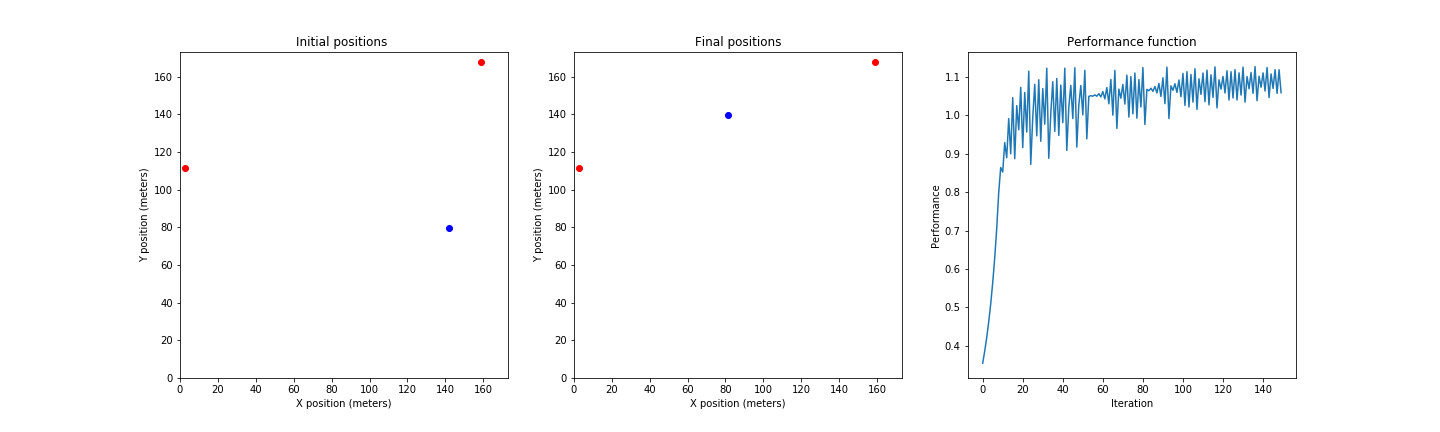 Initial positions
Y position (meters)
160
140
120
100
80
60
40
20
0
0 20 40 60 80 100 120 140 160
X position (meters)
Final positions
Y position (meters)
160
140
120
100
80
60
40
20
0
0 20 40 60 80 100 120 140 160
X position (meters)
Performance function
Performance
1.1
1.0
0.9
0.8
0.7
0.6
0.5
0.4
0 20 40 60 80 100 120 140
Iteration